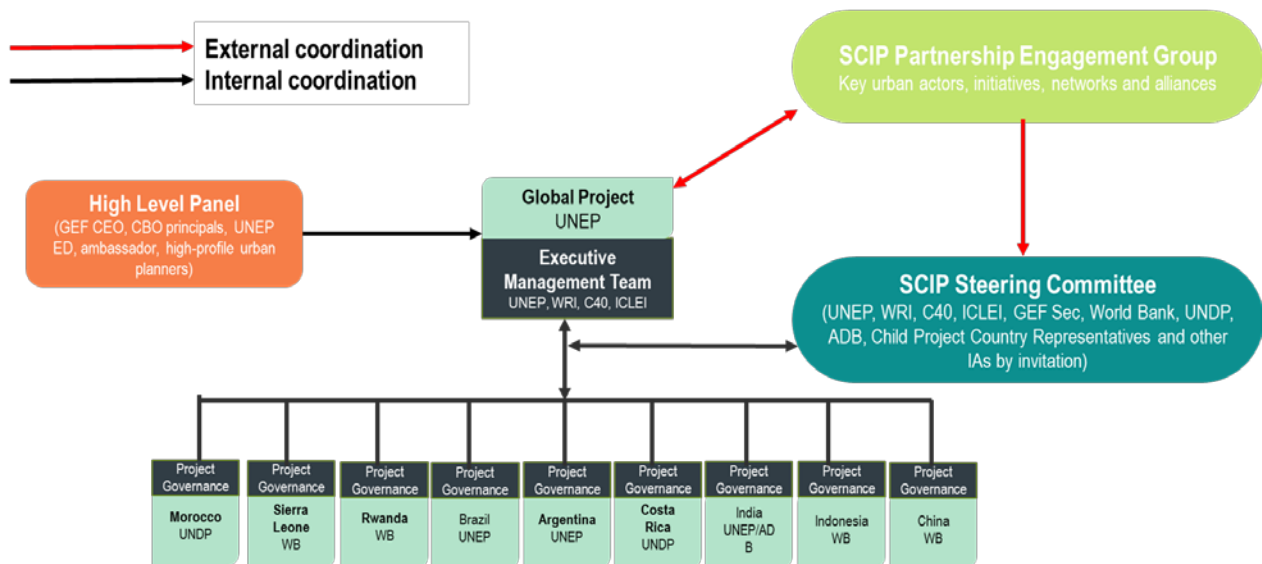 External coordination
Internal coordination
SCIP Partnership Engagement Group
Key urban actors, initiatives, networks and alliances
High Level Panel
(GEF CEO, CBO principals, UNEP
ED, ambassador, high-profile urban
planners)
Global Project
UNEP
Executive
Management Team
UNEP, WRI, C40, ICLEI
SCIP Steering Committee
(UNEP, WRI, C40, ICLEI, GEF Sec, World Bank, UNDP,
ADB, Child Project Country Representatives and other
IAs by invitation)
Project
Governance
Morocco
UNDP
Project
Governance
Sierra
Leone
WB
Project
Governance
Rwanda
WB
Project
Governance
Brazil
UNEP
Project
Governance
Argentina
UNEP
Project
Governance
Costa
Rica
UNDP
Project
Governance
India
UNEP/AD
B
Project
Governance
Indonesia
WB
Project
Governance
China
WB